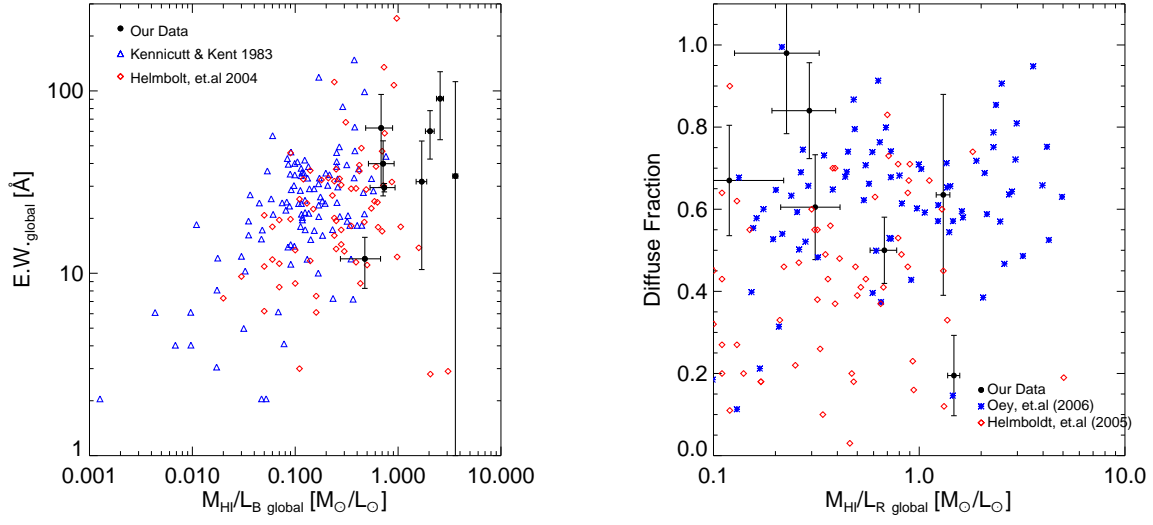 Our Data
Kennicutt & Kent 1983
Helmbolt, et.al 2004
E.W.global [Å]
100
10
1
0.001
0.010
0.100
1.000
10.000
MHI/LB global [M⊙/L⊙]
Diffuse Fraction
1.0
0.8
0.6
0.4
0.2
0.0
Our Data
Oey, et.al (2006)
Helmboldt, et.al (2005)
0.1
1.0
10.0
MHI/LR global [M⊙/L⊙]